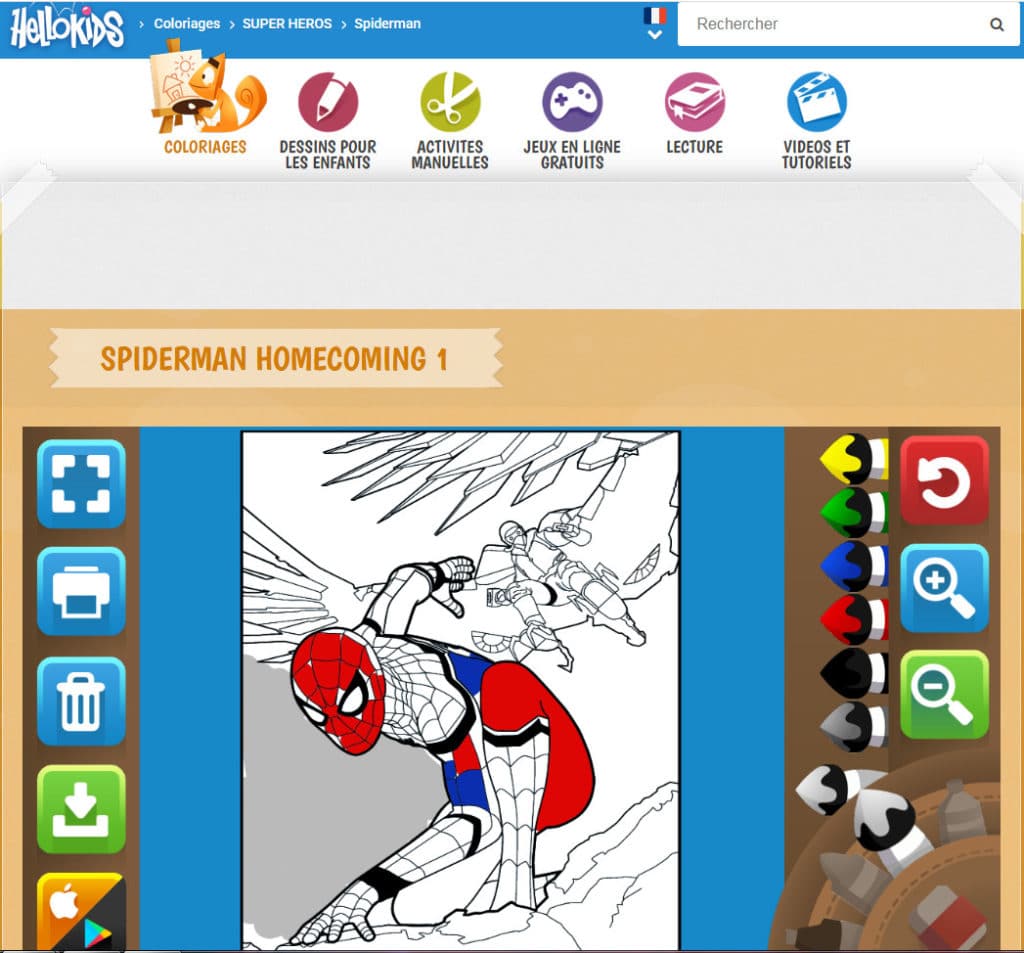 HELLOKIDS > Coloriages > SUPER HEROS > Spiderman
Rechercher
COLORIAGES
DESSINS POUR
LES ENFANTS
ACTIVITES
MANUELLES
JEUX EN LIGNE
GRATUITS
LECTURE
VIDEOS ET
TUTORIELS
SPIDERMAN HOMECOMING 1